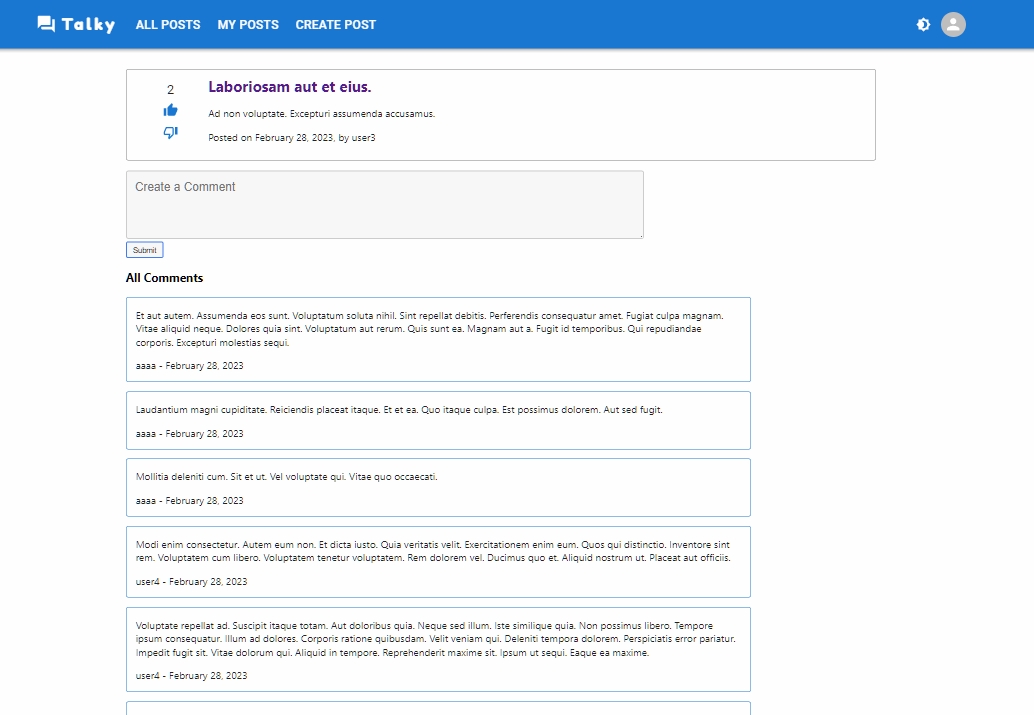 Talky ALL POSTS MY POSTS CREATE POST
2
Laboriosam aut et eius.
Ad non voluptate. Excepturi assumenda accusamus.
Posted on February 28, 2023, by user3
Create a Comment
Submit
All Comments
Et aut autem. Assumenda eos sunt. Voluptatum soluta nihil. Sint repellat debitis. Perferendis consequatur amet. Fugiat culpa magnam.
Vitae aliquid neque. Dolores quia sint. Voluptatum aut rerum. Quis sunt ea. Magnam aut a. Fugit id temporibus. Qui repudiandae
corporis. Excepturi molestias sequi.
aaaa - February 28, 2023
Laudantium magni cupiditate. Reiciendis placeat itaque. Et et ea. Quo itaque culpa. Est possimus dolorem. Aut sed fugit.
aaaa - February 28, 2023
Mollitia deleniti cum. Sit et ut. Vel voluptate qui. Vitae quo occaecati.
aaaa - February 28, 2023
Modi enim consectetur. Autem eum non. Et dicta iusto. Quia veritatis velit. Exercitationem enim eum. Quos qui distinctio. Inventore sint
rem. Voluptatem cum libero. Voluptatem tenetur voluptatem. Rem dolorem vel. Ducimus quo et. Aliquid nostrum ut. Placeat aut officiis.
user4 - February 28, 2023
Voluptate repellat ad. Suscipit itaque totam. Aut doloribus quia. Neque sed illum. Iste similique quia. Non possimus libero. Tempore
ipsum consequatur. Illum ad dolores. Corporis ratione quibusdam. Velit veniam qui. Deleniti tempora dolorem. Perspiciatis error pariatur.
Impedit fugit sit. Vitae dolorum qui. Aliquid in tempore. Reprehenderit maxime sit. Ipsum ut sequi. Eaque ea maxime.
user4 - February 28, 2023